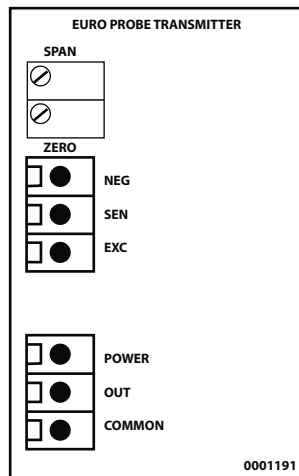 EURO PROBE TRANSMITTER
SPAN
ZERO
NEG
SEN
EXC
POWER
OUT
COMMON
0001191